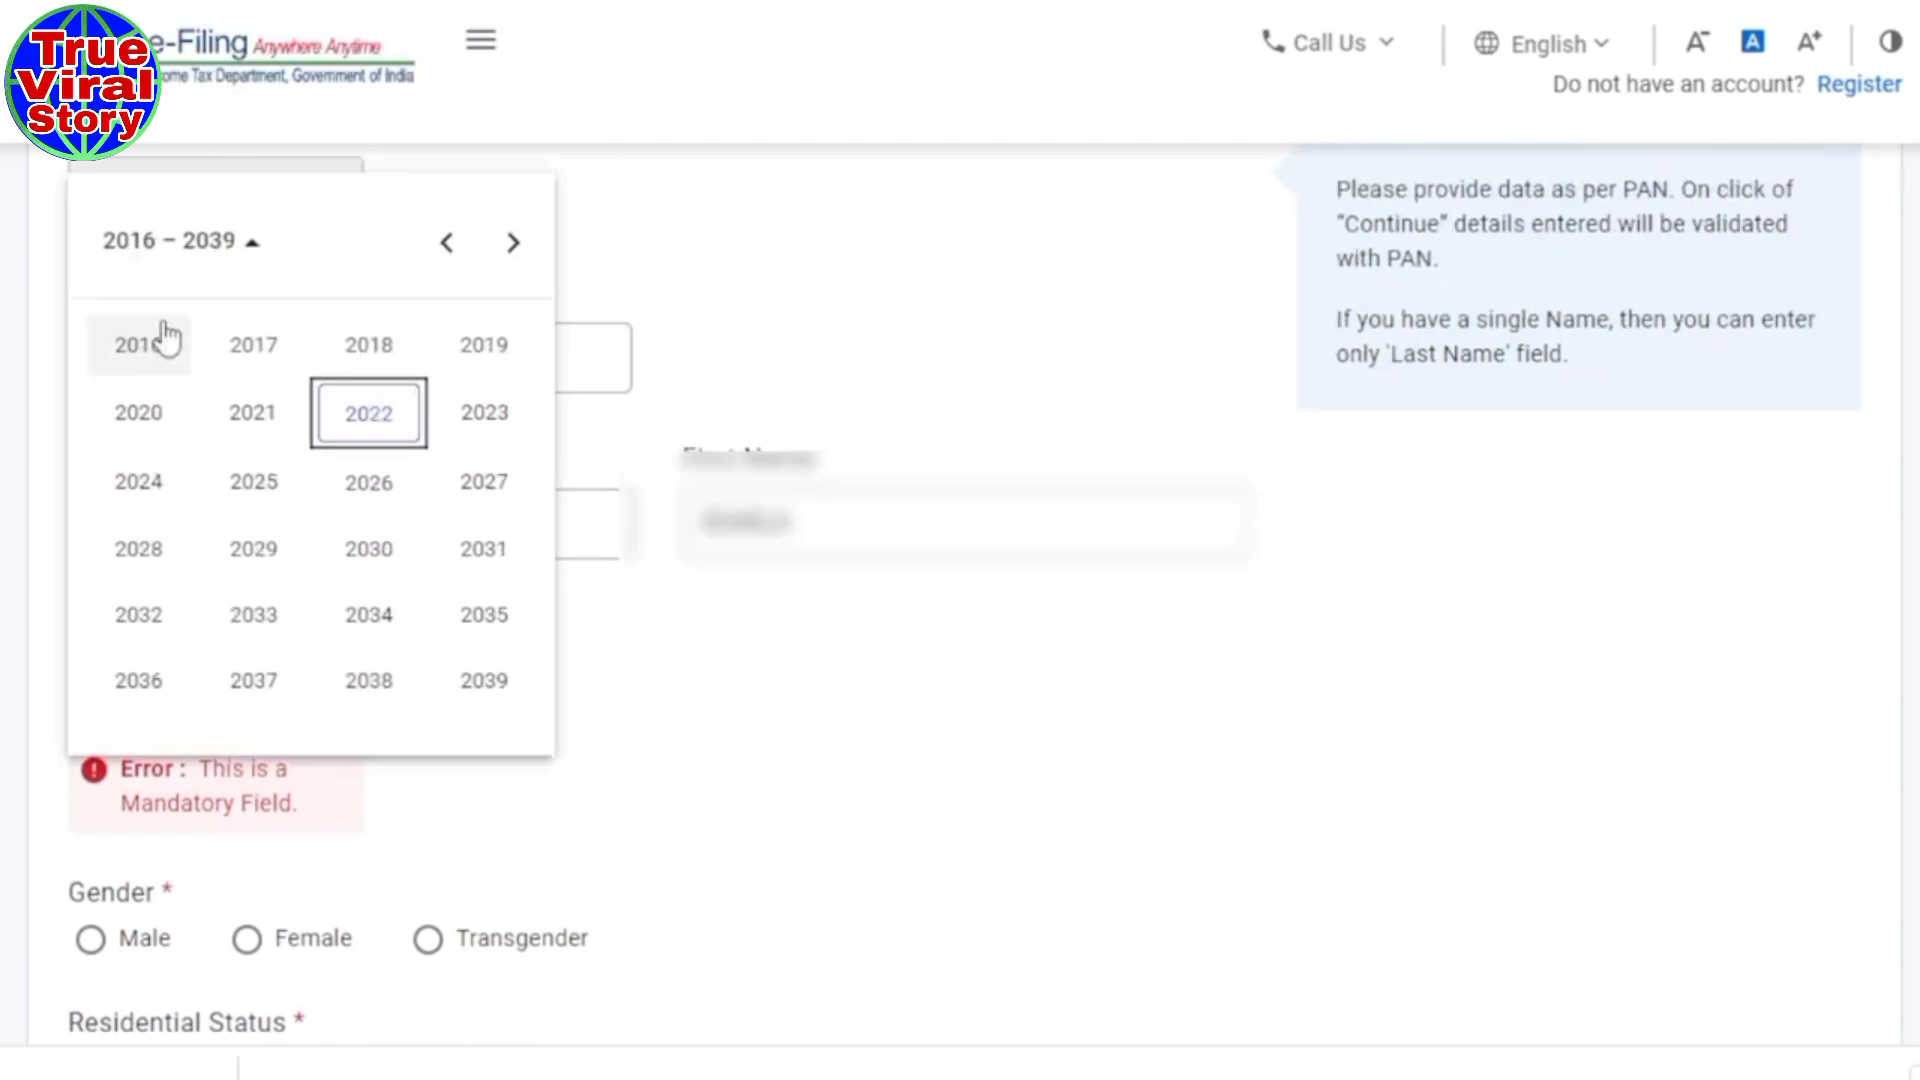 True
Viral
Story
e-Filing Anywhere Anytime
ome Tax Department, Government of India
Call Us
English
A-
A
A+
Do not have an account? Register
2016 – 2039
2016 2017 2018 2019
2020 2021 2022 2023
2024 2025 2026 2027
2028 2029 2030 2031
2032 2033 2034 2035
2036 2037 2038 2039
Please provide data as per PAN. On click of
“Continue” details entered will be validated
with PAN.
If you have a single Name, then you can enter
only 'Last Name' field.
Error : This is a
Mandatory Field.
Gender *
Male
Female
Transgender
Residential Status *